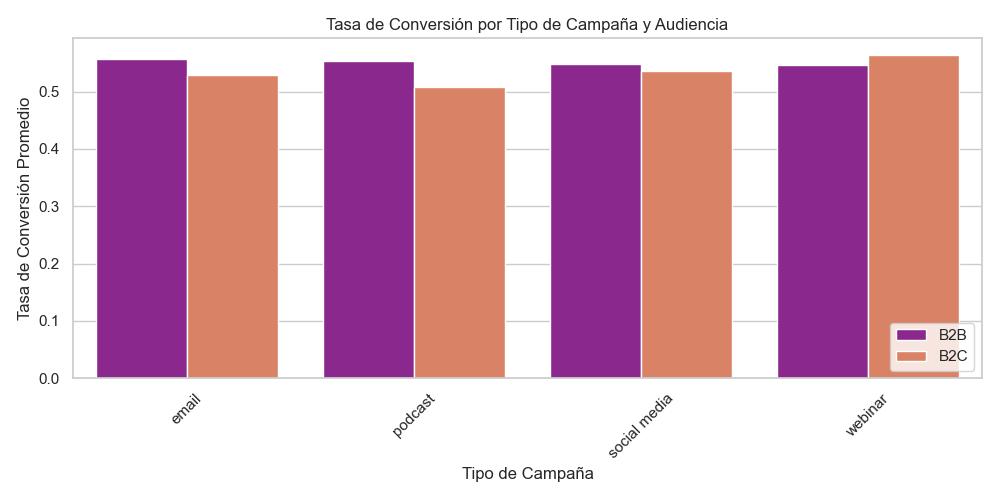 Tasa de Conversión por Tipo de Campaña y Audiencia
Tasa de Conversión Promedio
0.5
0.4
0.3
0.2
0.1
0.0
B2B
B2C
email
podcast
social media
webinar
Tipo de Campaña